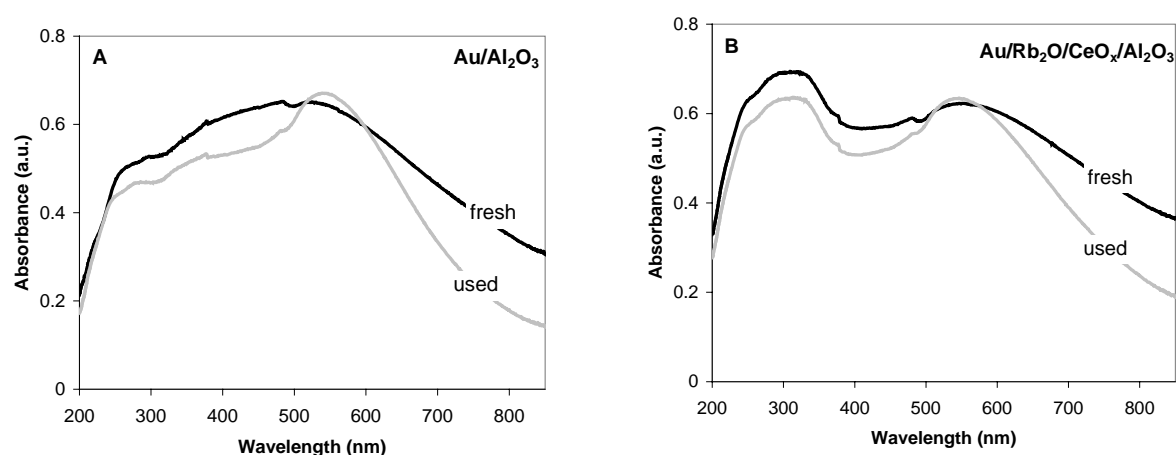 A
Au/Al₂O₃
Absorbance (a.u.)
0.8
0.6
0.4
0.2
0
fresh
used
200 300 400 500 600 700 800
Wavelength (nm)
B
Au/Rb₂O/CeOₓ/Al₂O₃
Absorbance (a.u.)
0.8
0.6
0.4
0.2
0
fresh
used
200 300 400 500 600 700 800
Wavelength (nm)